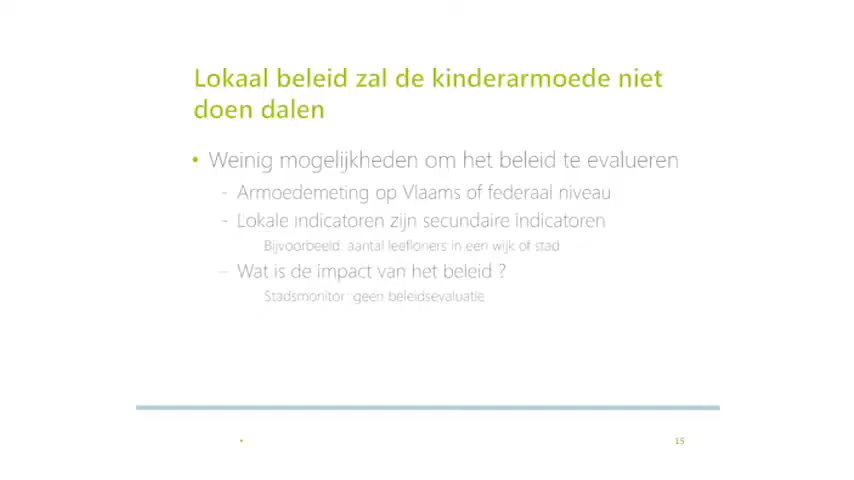 Lokaal beleid zal de kinderarmoede niet
doen dalen
• Weinig mogelijkheden om het beleid te evalueren
- Armoedemeting op Vlaams of federaal niveau
- Lokale indicatoren zijn secundaire indicatoren
Bijvoorbeeld: aantal leefloners in een wijk of stad
– Wat is de impact van het beleid ?
Stadsmonitor: geen beleidsevaluatie
•
15